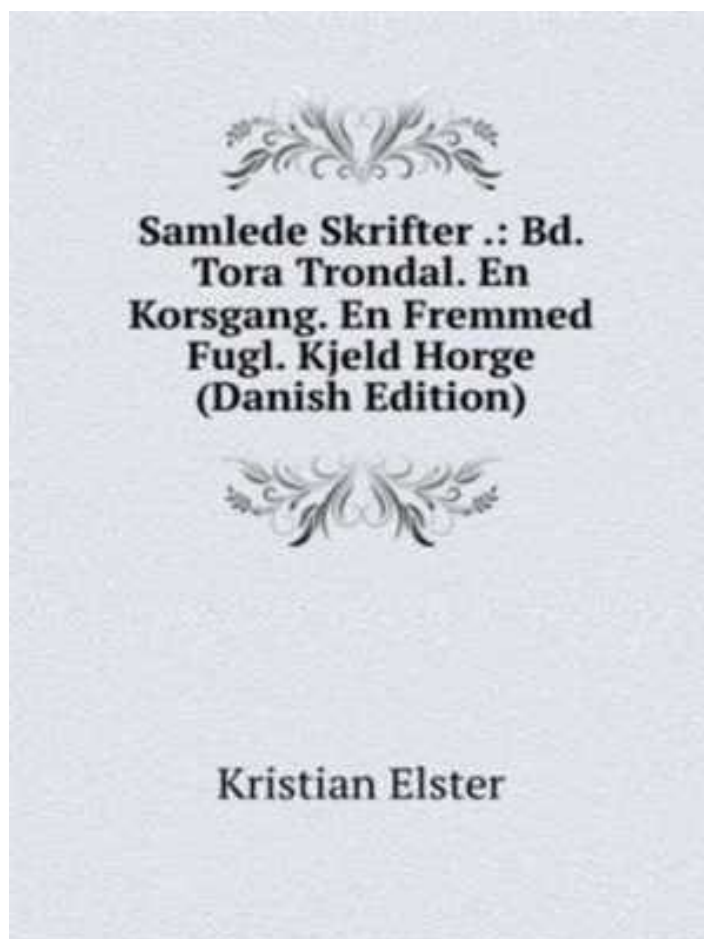 Samlede Skrifter .: Bd.
Tora Trondal. En
Korsgang. En Fremmed
Fugl. Kjeld Horge
(Danish Edition)
Kristian Elster